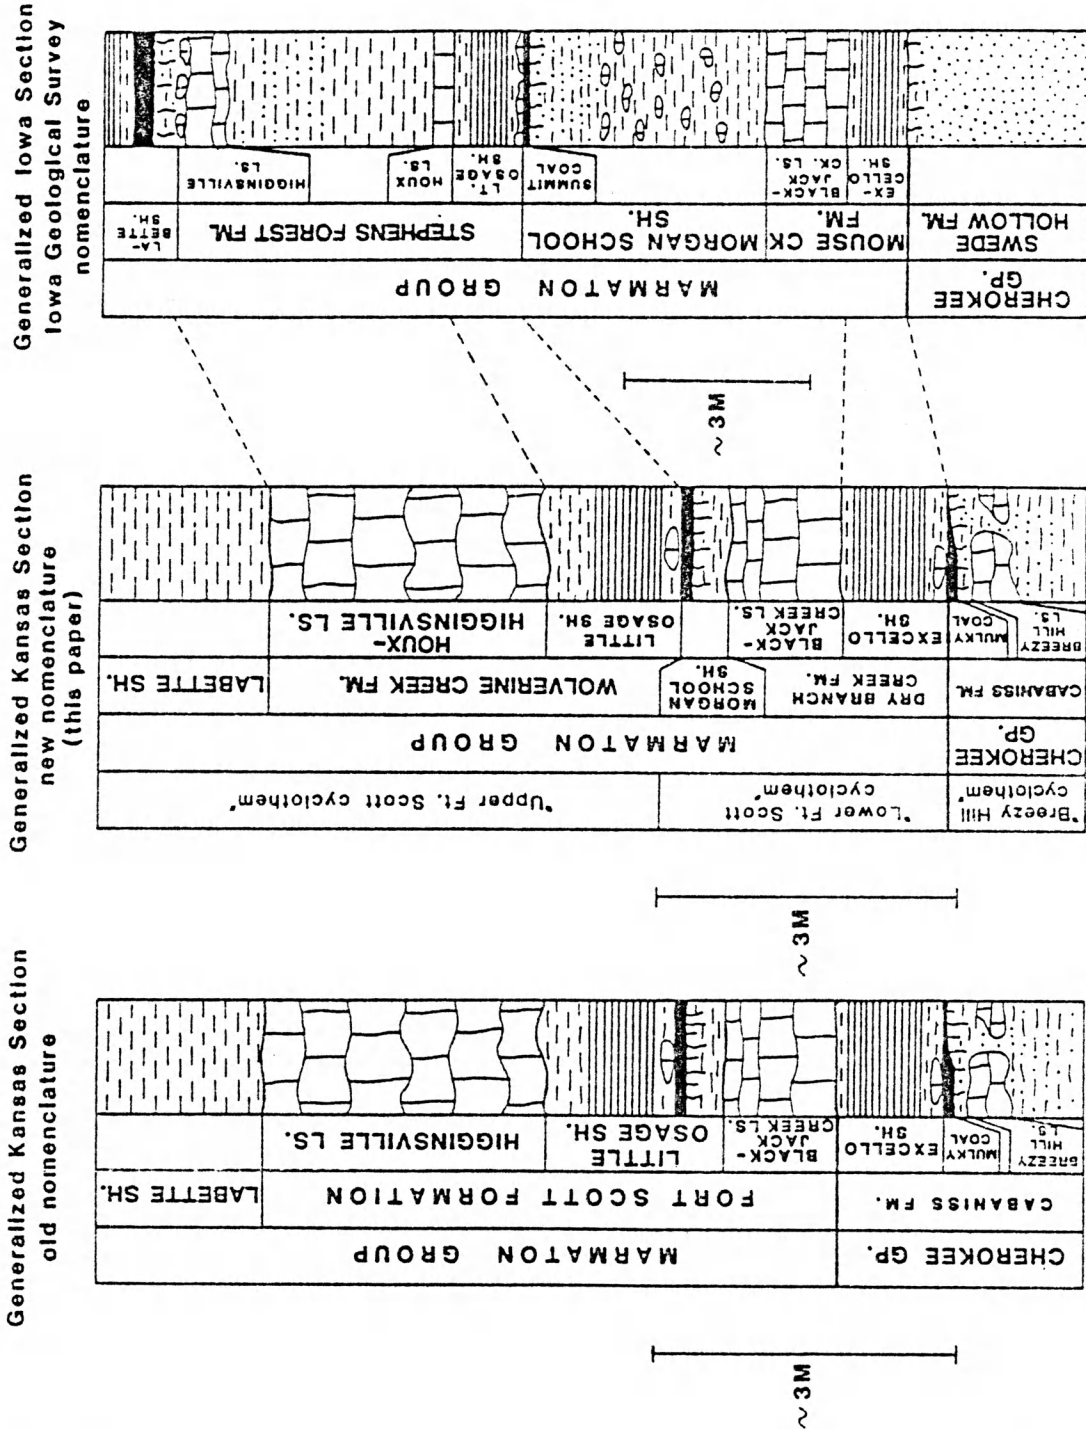 Generalized Iowa Section
Iowa Geological Survey
nomenclature
LA-
BETTE
SH.
HIGGINSVILLE
LS.
HOUX
LS.
LT.
OSAGE
SH.
SUMMIT
COAL
BLACK-
JACK
CK. LS.
EX-
CELLO
SH.
STEPHENS FOREST FM.
MORGAN SCHOOL
SH.
MOUSE CK
FM.
SWEDE
HOLLOW FM.
MARMATON GROUP
CHEROKEE
GP.
~3M
Generalized Kansas Section
new nomenclature
(this paper)
HOUX-
HIGGINSVILLE LS.
LITTLE
OSAGE SH.
BLACK-
JACK
CREEK LS.
EXCELLO
SH.
MULKY
COAL
BREEZY
HILL
LS.
LABETTE SH.
WOLVERINE CREEK FM.
MORGAN
SCHOOL
SH.
DRY BRANCH
CREEK FM.
CABANISS FM.
MARMATON GROUP
CHEROKEE
GP.
"Upper Ft. Scott cyclothem"
"Lower Ft. Scott
cyclothem"
"Breezy Hill
cyclothem"
~3M
Generalized Kansas Section
old nomenclature
HIGGINSVILLE LS.
LITTLE
OSAGE SH.
BLACK-
JACK
CREEK LS.
EXCELLO
SH.
MULKY
COAL
BREEZY
HILL
LS.
LABETTE SH.
FORT SCOTT FORMATION
CABANISS FM.
MARMATON GROUP
CHEROKEE GP.
~3M